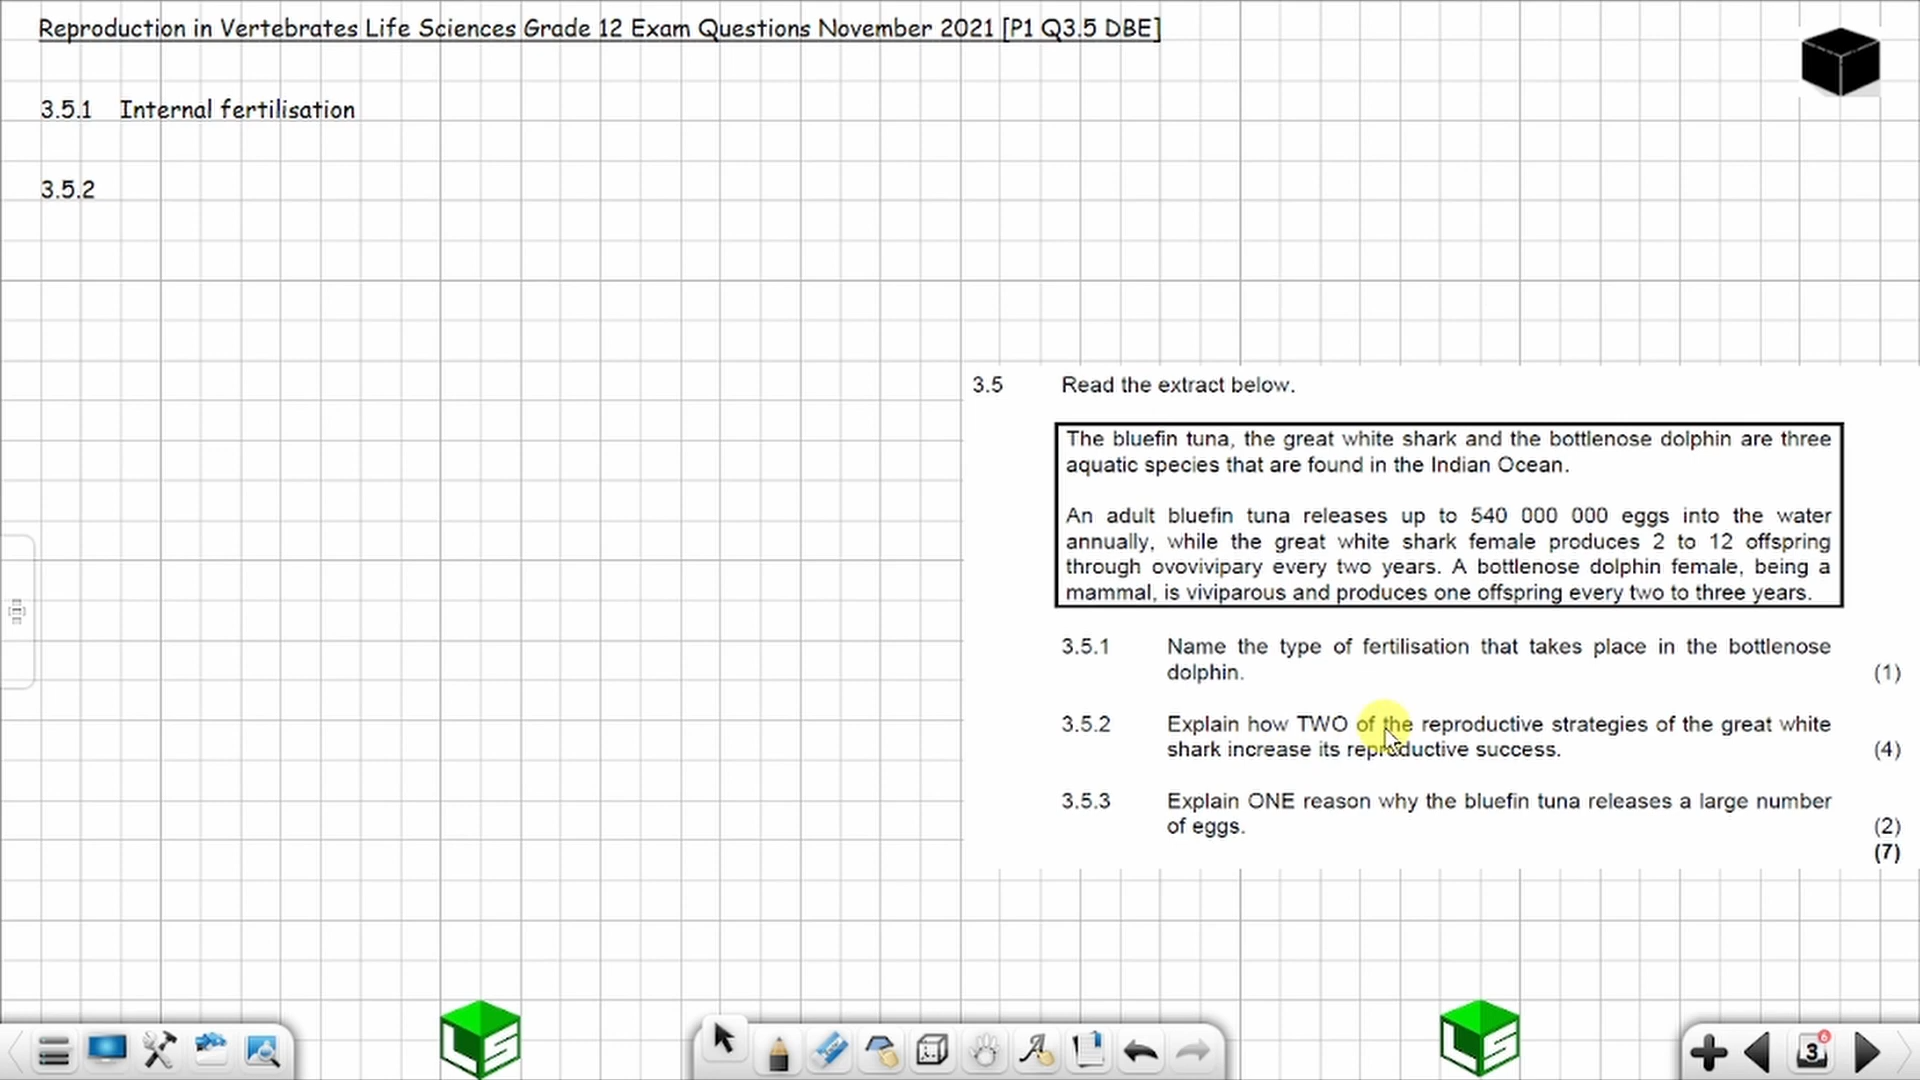 Reproduction in Vertebrates Life Sciences Grade 12 Exam Questions November 2021 [P1 Q3.5 DBE]
3.5.1 Internal fertilisation
3.5.2
3.5 Read the extract below.
The bluefin tuna, the great white shark and the bottlenose dolphin are three
aquatic species that are found in the Indian Ocean.
An adult bluefin tuna releases up to 540 000 000 eggs into the water
annually, while the great white shark female produces 2 to 12 offspring
through ovovivipary every two years. A bottlenose dolphin female, being a
mammal, is viviparous and produces one offspring every two to three years.
3.5.1 Name the type of fertilisation that takes place in the bottlenose
dolphin. (1)
3.5.2 Explain how TWO of the reproductive strategies of the great white
shark increase its reproductive success. (4)
3.5.3 Explain ONE reason why the bluefin tuna releases a large number
of eggs. (2)
(7)
LS
LS
3
6